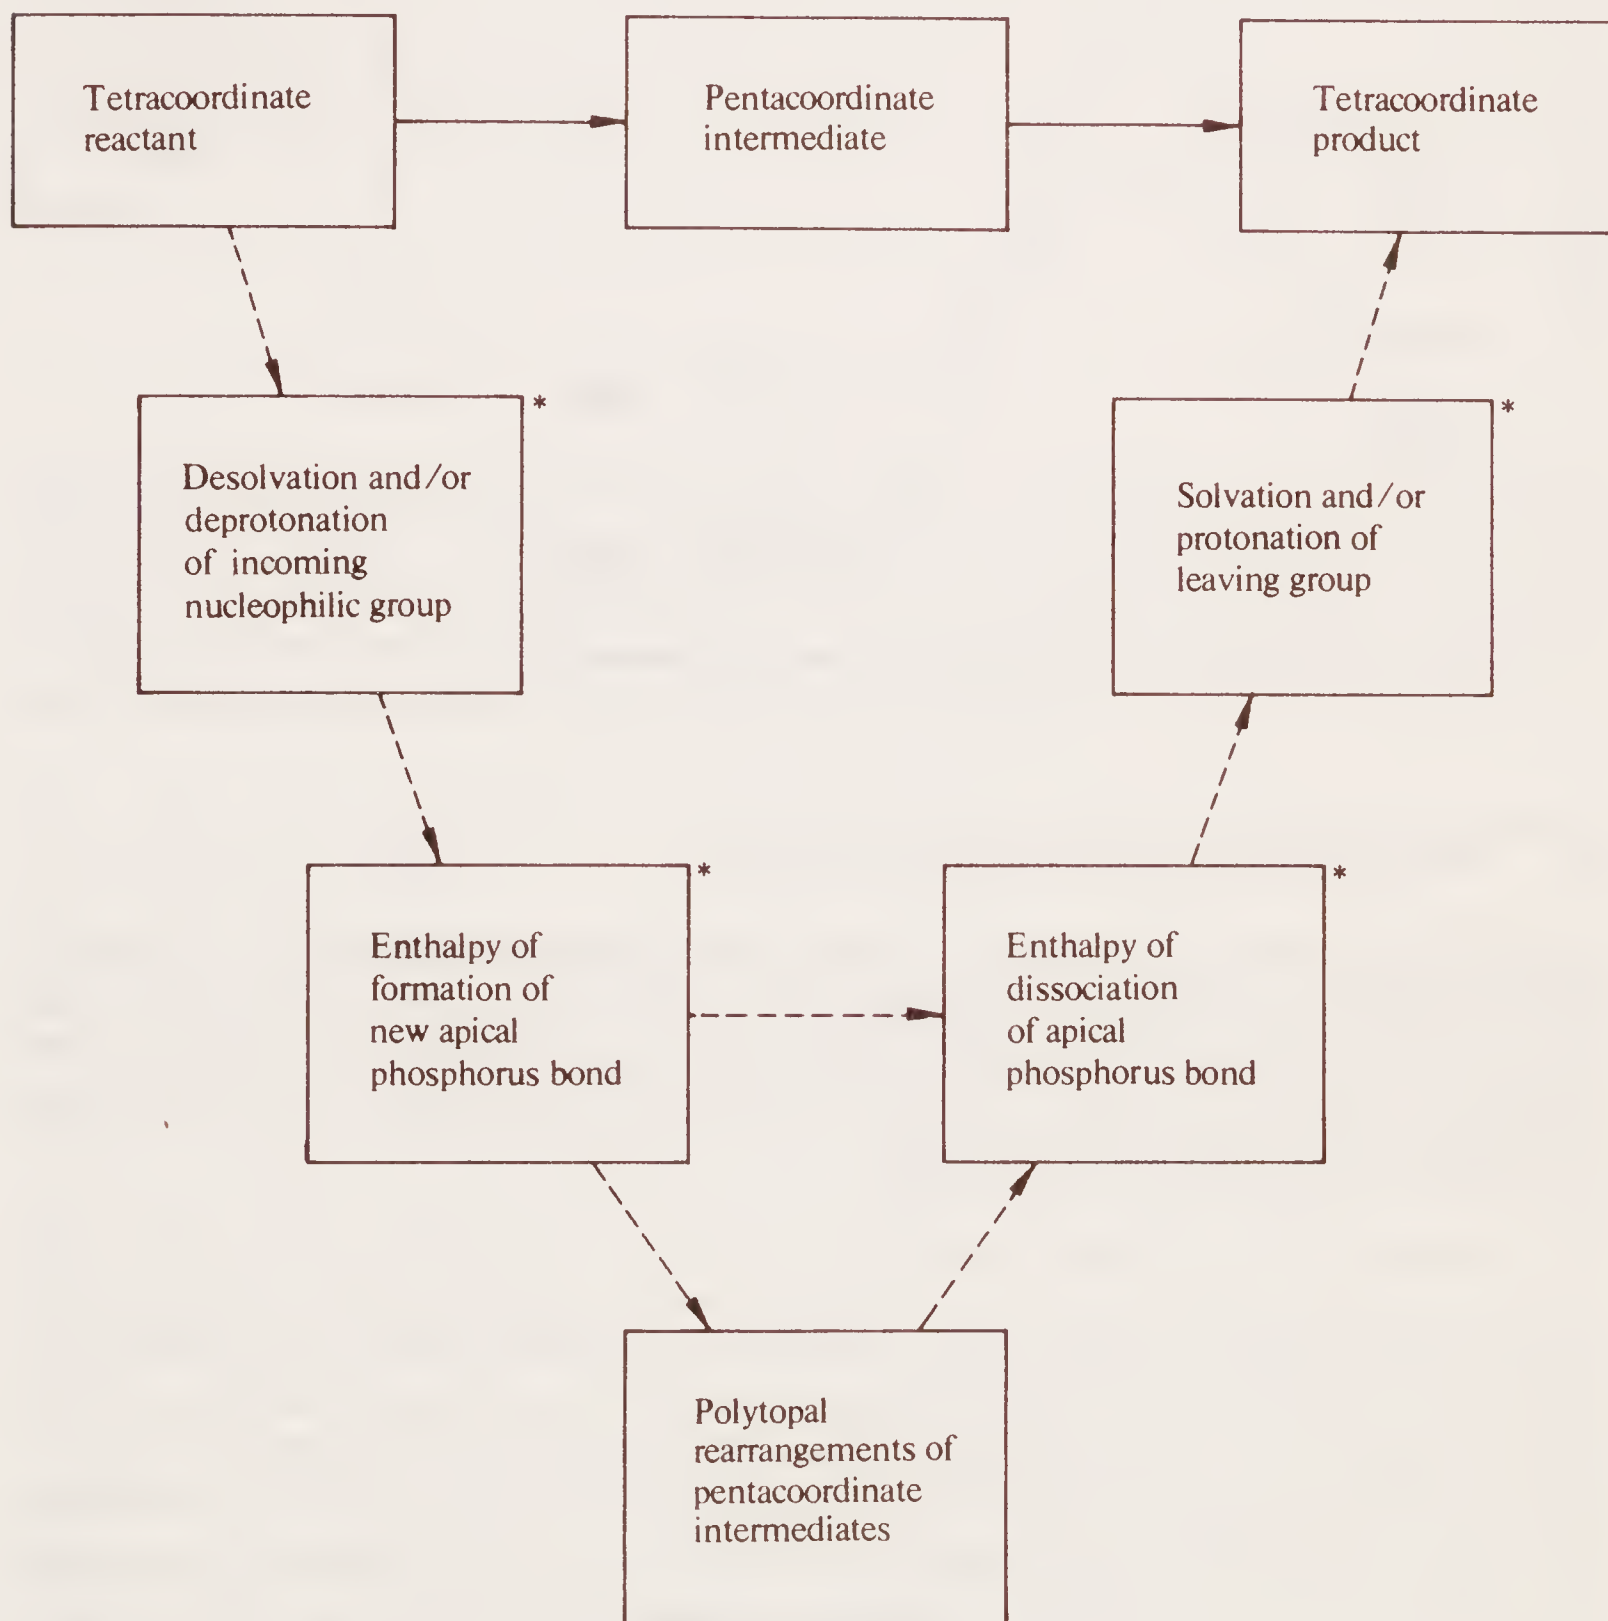 Tetracoordinate
reactant
Pentacoordinate
intermediate
Tetracoordinate
product
*
Desolvation and/or
deprotonation
of incoming
nucleophilic group
*
Solvation and/or
protonation of
leaving group
*
Enthalpy of
formation of
new apical
phosphorus bond
*
Enthalpy of
dissociation
of apical
phosphorus bond
Polytopal
rearrangements of
pentacoordinate
intermediates